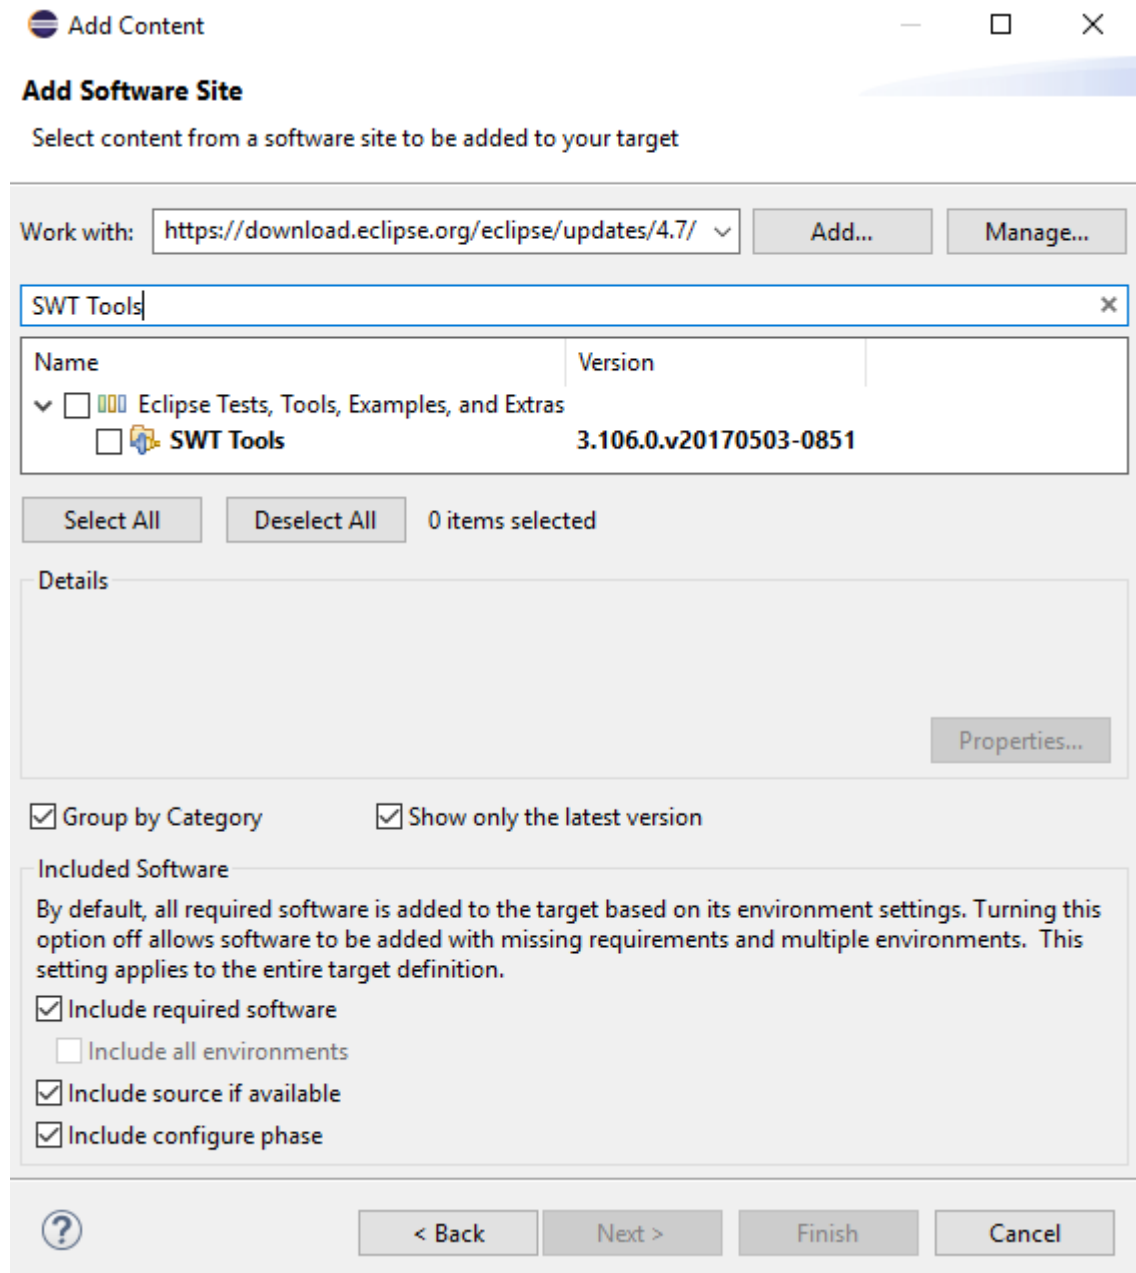 Add Content
Add Software Site
Select content from a software site to be added to your target
Work with: https://download.eclipse.org/eclipse/updates/4.7/ Add... Manage...
SWT Tools
Name Version
Eclipse Tests, Tools, Examples, and Extras
SWT Tools 3.106.0.v20170503-0851
Select All Deselect All 0 items selected
Details
Properties...
Group by Category Show only the latest version
Included Software
By default, all required software is added to the target based on its environment settings. Turning this
option off allows software to be added with missing requirements and multiple environments.  This
setting applies to the entire target definition.
Include required software
Include all environments
Include source if available
Include configure phase
? < Back Next > Finish Cancel